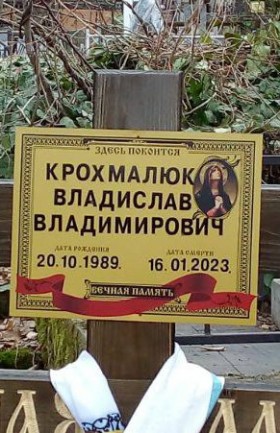 ЗДЕСЬ ПОКОИТСЯ
КРОХМАЛЮК
ВЛАДИСЛАВ
ВЛАДИМИРОВИЧ
ДАТА РОЖДЕНИЯ ДАТА СМЕРТИ
20.10.1989. 16.01.2023.
ВЕЧНАЯ ПАМЯТЬ